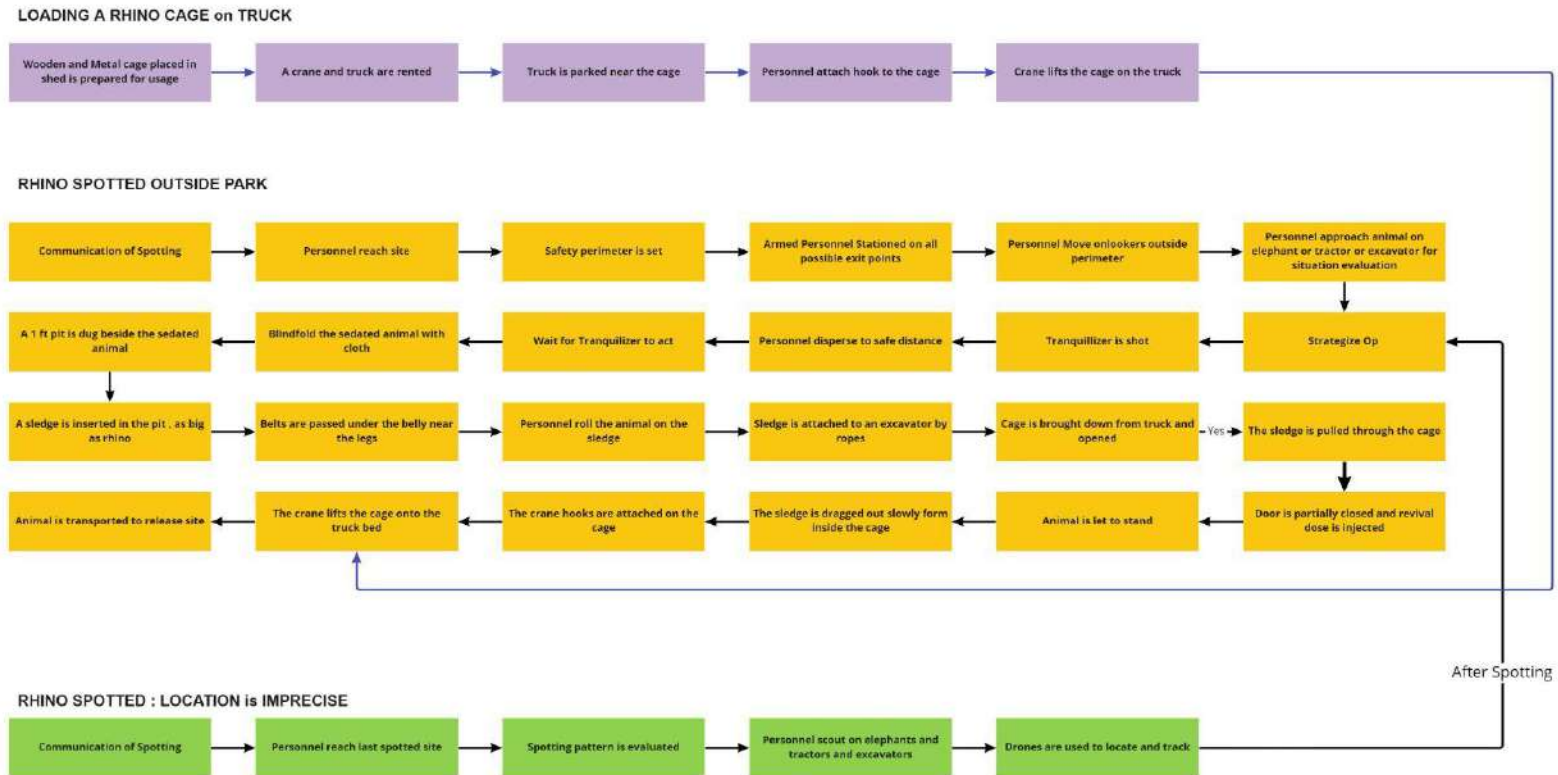 LOADING A RHINO CAGE on TRUCK
Wooden and Metal cage placed in
shed is prepared for usage
A crane and truck are rented
Truck is parked near the cage
Personnel attach hook to the cage
Crane lifts the cage on the truck
RHINO SPOTTED OUTSIDE PARK
Communication of Spotting
Personnel reach site
Safety perimeter is set
Armed Personnel Stationed on all
possible exit points
Personnel Move onlookers outside
perimeter
Personnel approach animal on
elephant or tractor or excavator for
situation evaluation
Strategize Op
Tranquillizer is shot
Personnel disperse to safe distance
Wait for Tranquilizer to act
Blindfold the sedated animal with
cloth
A 1 ft pit is dug beside the sedated
animal
A sledge is inserted in the pit , as big
as rhino
Belts are passed under the belly near
the legs
Personnel roll the animal on the
sledge
Sledge is attached to an excavator by
ropes
Cage is brought down from truck and
opened
Yes
The sledge is pulled through the cage
Door is partially closed and revival
dose is injected
Animal is let to stand
The sledge is dragged out slowly form
inside the cage
The crane hooks are attached on the
cage
The crane lifts the cage onto the
truck bed
Animal is transported to release site
After Spotting
RHINO SPOTTED : LOCATION is IMPRECISE
Communication of Spotting
Personnel reach last spotted site
Spotting pattern is evaluated
Personnel scout on elephants and
tractors and excavators
Drones are used to locate and track